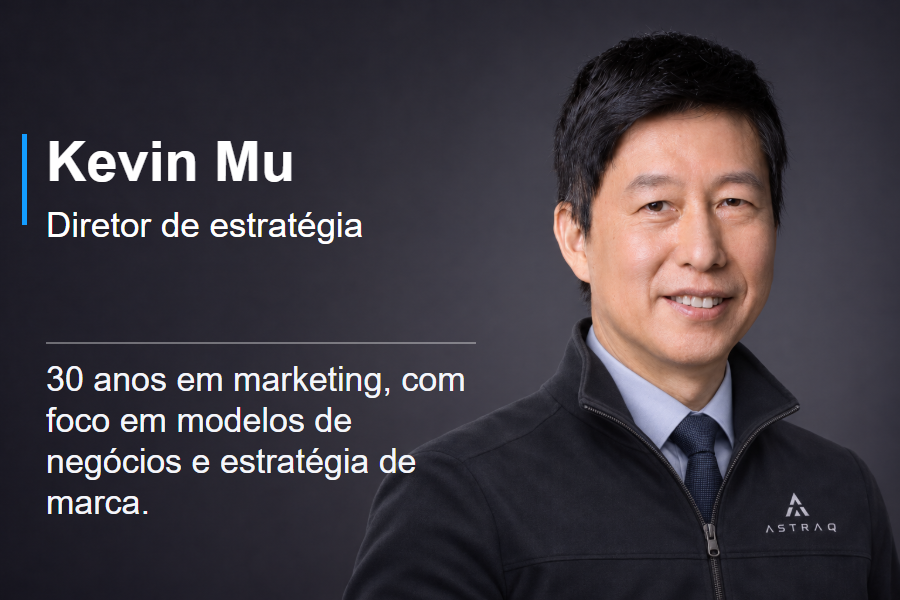 Kevin Mu
Diretor de estratégia
30 anos em marketing, com
foco em modelos de
negócios e estratégia de
marca.
ASTRAQ